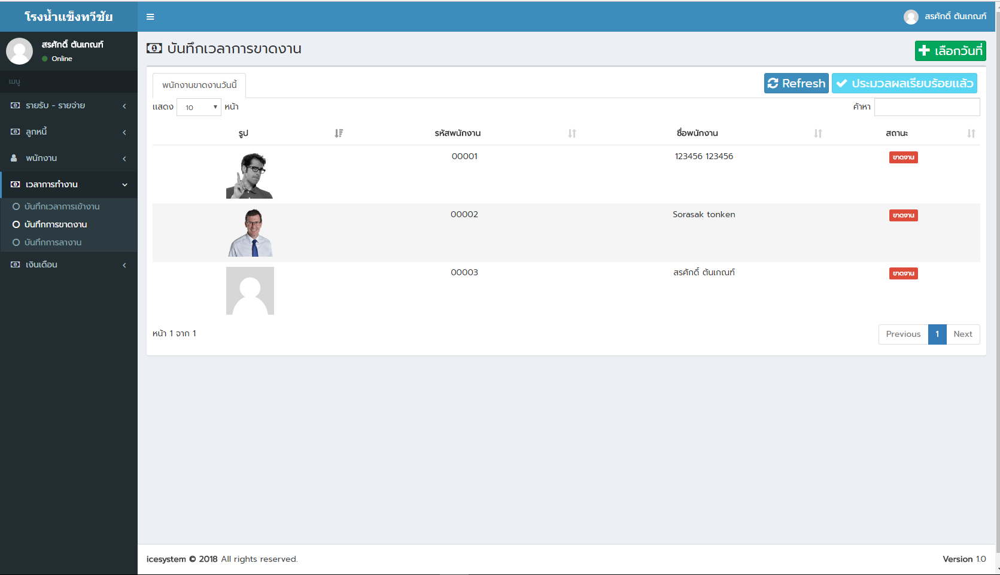 โรงน้ำแข็งทวีชัย
สรศักดิ์ ตันเกณฑ์
สรศักดิ์ ตันเกณฑ์
Online
เมนู
รายรับ - รายจ่าย
ลูกหนี้
พนักงาน
เวลาการทำงาน
บันทึกเวลาการเข้างาน
บันทึกการขาดงาน
บันทึกการลางาน
เงินเดือน
บันทึกเวลาการขาดงาน
เลือกวันที่
พนักงานขาดงานวันนี้
Refresh
ประมวลผลเรียบร้อยแล้ว
แสดง 10 หน้า
ค้าหา
รูป รหัสพนักงาน ชื่อพนักงาน สถานะ
00001 123456 123456 ขาดงาน
00002 Sorasak tonken ขาดงาน
00003 สรศักดิ์ ตันเกณฑ์ ขาดงาน
หน้า 1 จาก 1
Previous 1 Next
icesystem © 2018 All rights reserved.
Version 1.0